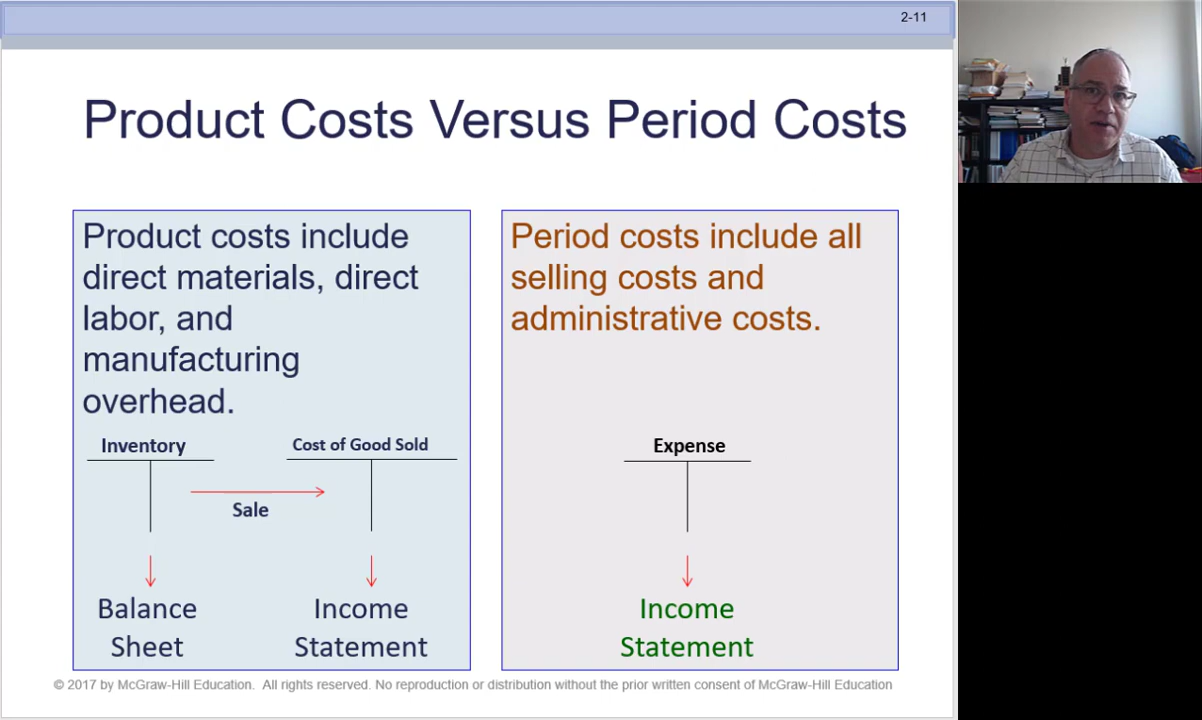 2-11
Product Costs Versus Period Costs
Product costs include
direct materials, direct
labor, and
manufacturing
overhead.
Inventory
Cost of Good Sold
Sale
Balance
Sheet
Income
Statement
Period costs include all
selling costs and
administrative costs.
Expense
Income
Statement
© 2017 by McGraw-Hill Education. All rights reserved. No reproduction or distribution without the prior written consent of McGraw-Hill Education